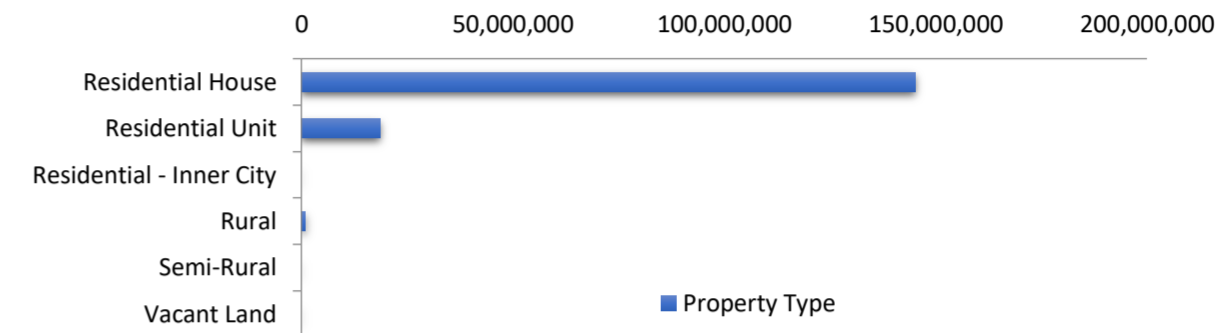 0 50,000,000 100,000,000 150,000,000 200,000,000
Residential House
Residential Unit
Residential - Inner City
Rural
Semi-Rural
Vacant Land
Property Type